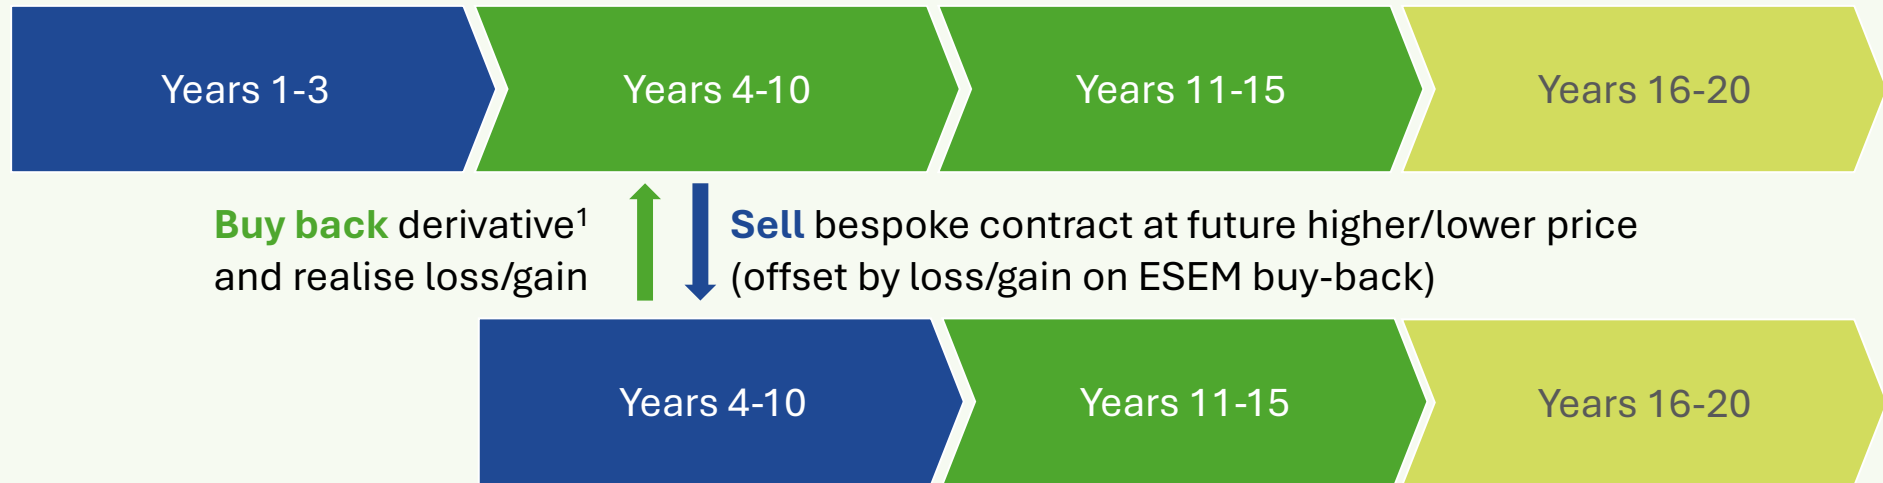 Years 1-3
Years 4-10
Years 11-15
Years 16-20
Buy back derivative¹
and realise loss/gain
Sell bespoke contract at future higher/lower price
(offset by loss/gain on ESEM buy-back)
Years 4-10
Years 11-15
Years 16-20